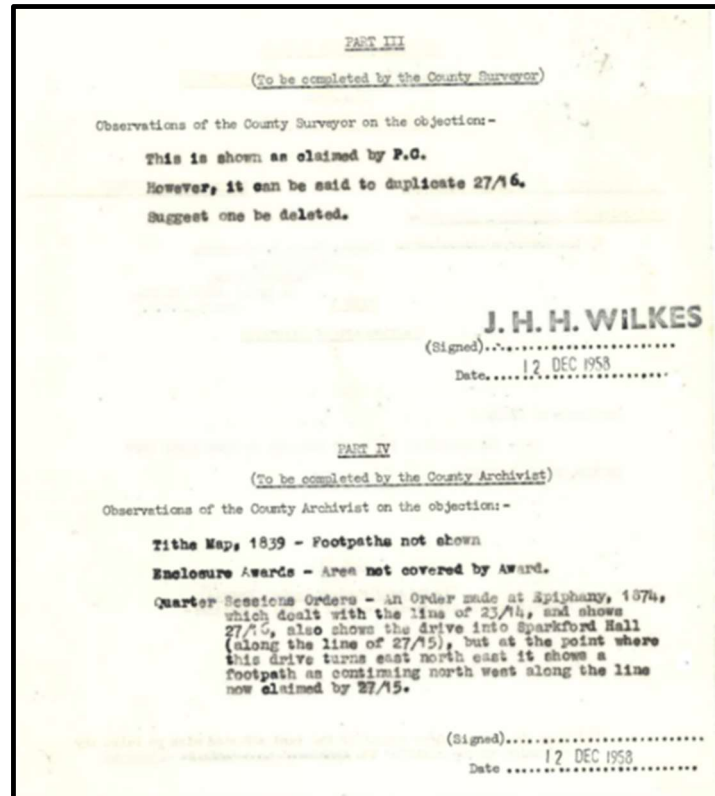 PART III
(To be completed by the County Surveyor)
Observations of the County Surveyor on the objection:-
This is shown as claimed by P.C.
However, it can be said to duplicate 27/16.
Suggest one be deleted.
J. H. H. WILKES
(Signed)..............................
12 DEC 1958
Date..............................
PART IV
(To be completed by the County Archivist)
Observations of the County Archivist on the objection:-
Tithe Map, 1839 - Footpaths not shown
Enclosure Awards - Area not covered by Award.
Quarter Sessions Orders - An Order made at Epiphany, 1874,
which dealt with the line of 23/14, and shows
27/16, also shows the drive into Sparkford Hall
(along the line of 27/15), but at the point where
this drive turns east north east it shows a
footpath as continuing north west along the line
now claimed by 27/15.
(Signed)..............................
12 DEC 1958
Date ..............................